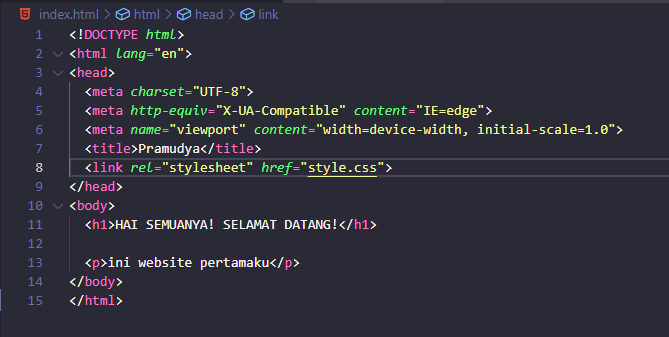 index.html > html > head > link
1 <!DOCTYPE html>
2 <html lang="en">
3 <head>
4 <meta charset="UTF-8">
5 <meta http-equiv="X-UA-Compatible" content="IE=edge">
6 <meta name="viewport" content="width=device-width, initial-scale=1.0">
7 <title>Pramudya</title>
8 <link rel="stylesheet" href="style.css">
9 </head>
10 <body>
11 <h1>HAI SEMUANYA! SELAMAT DATANG!</h1>
12
13 <p>ini website pertamaku</p>
14 </body>
15 </html>